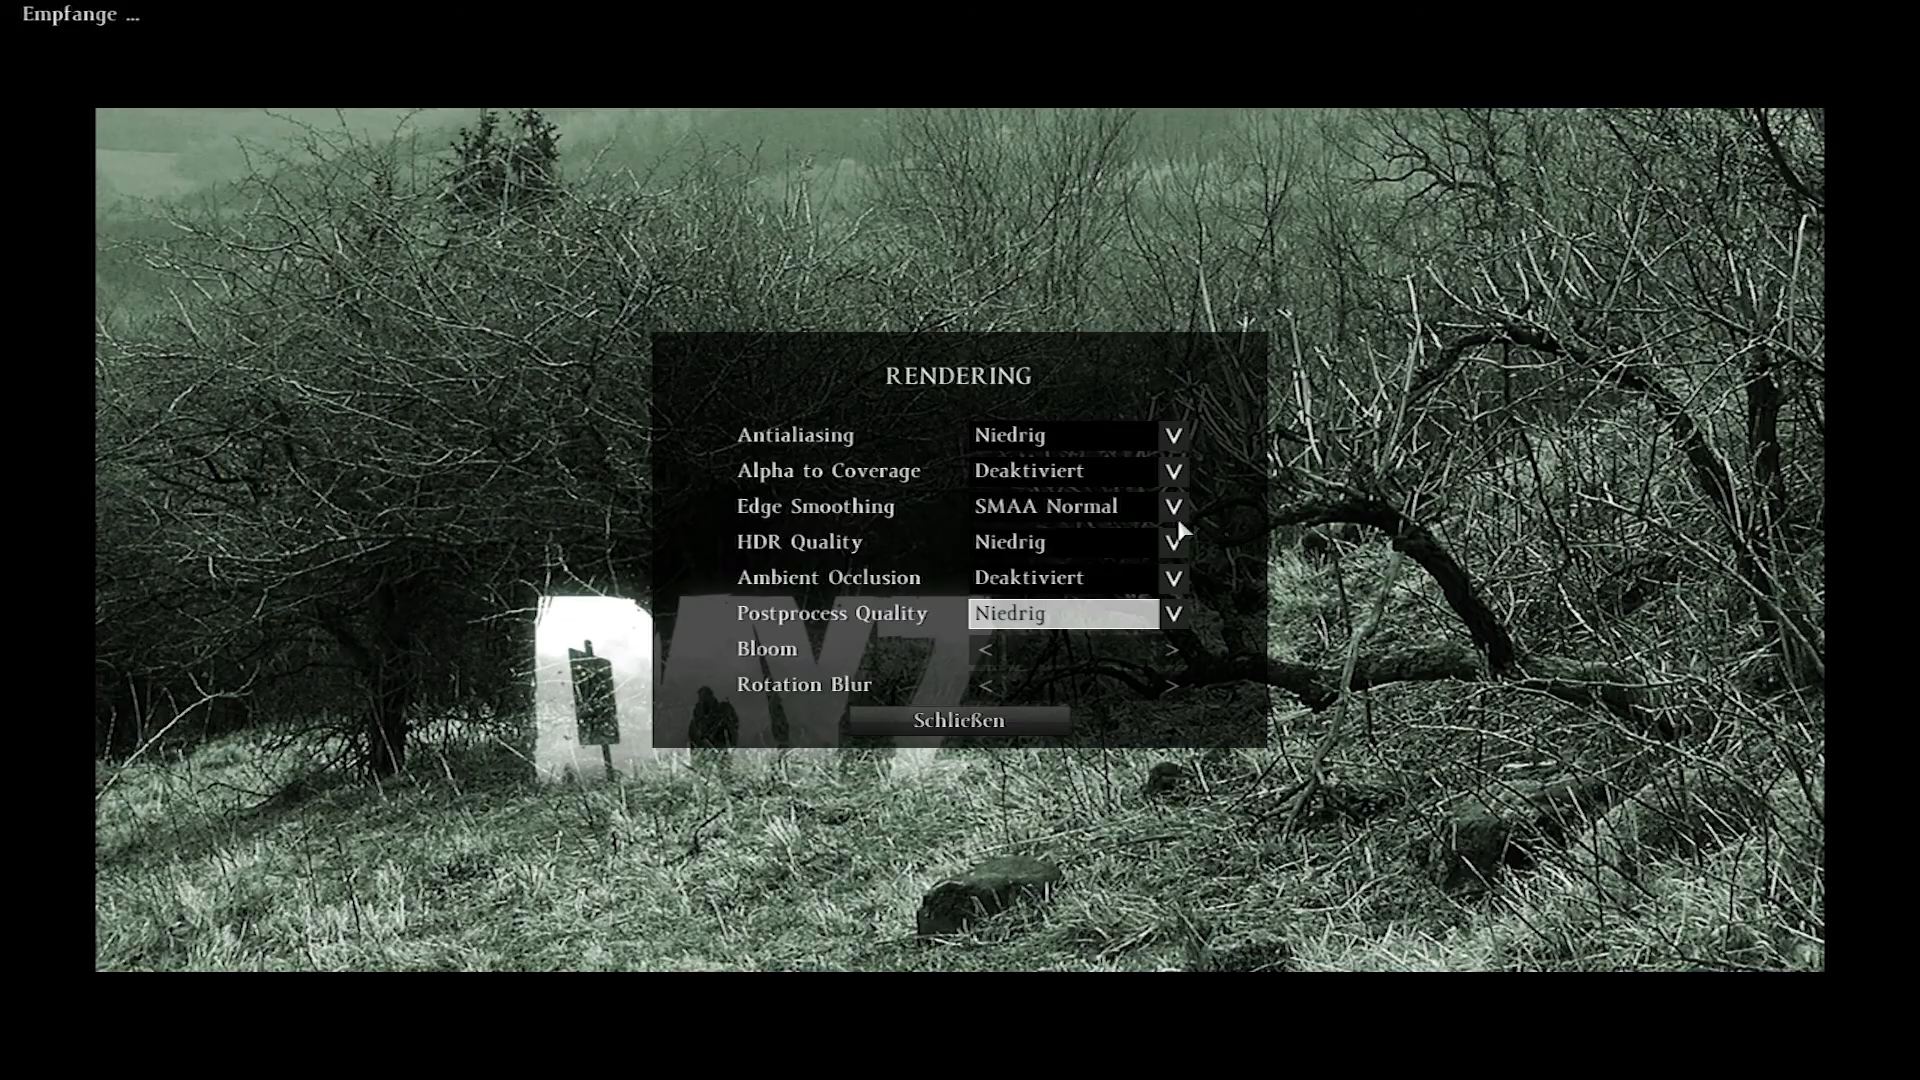 Empfange ...
RENDERING
Antialiasing Niedrig V
Alpha to Coverage Deaktiviert V
Edge Smoothing SMAA Normal V
HDR Quality Niedrig V
Ambient Occlusion Deaktiviert V
Postprocess Quality Niedrig V
Bloom < >
Rotation Blur < >
Schließen
DAYZ